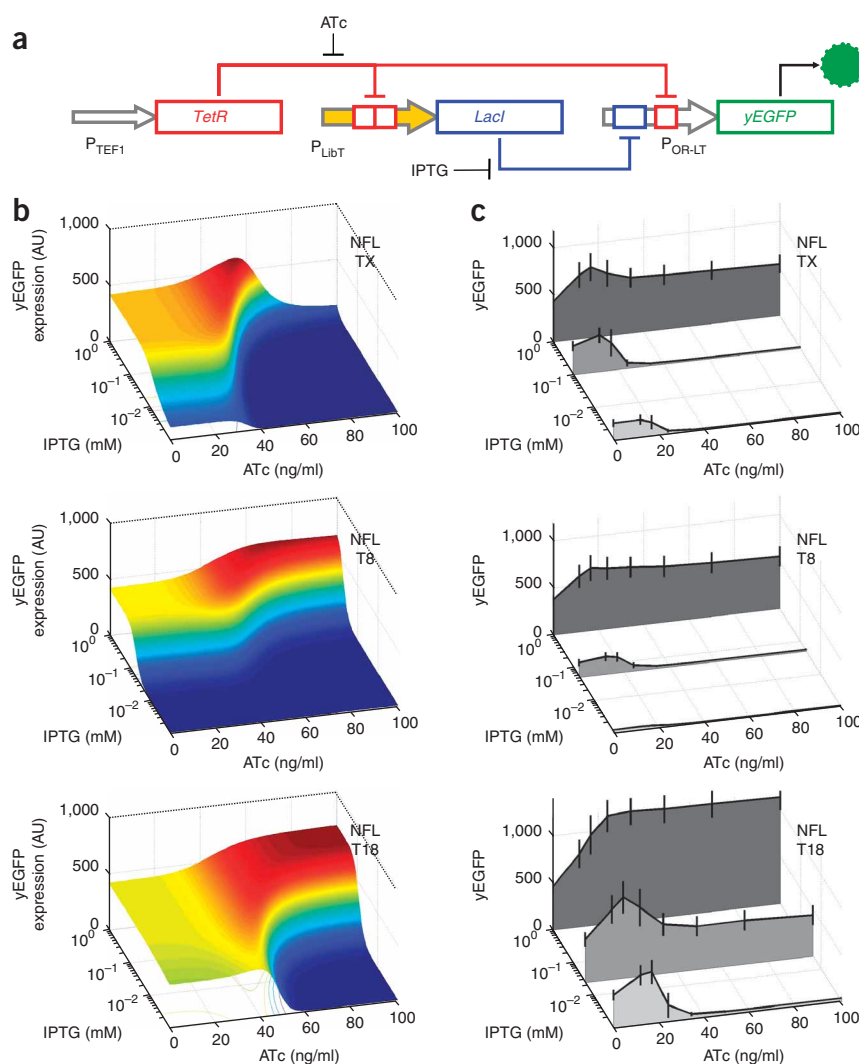 a
ATc
TetR
LacI
yEGFP
P_TEF1
P_LibT
P_OR-LT
IPTG
b
yEGFP
expression (AU)
1,000
500
0
10^0
10^–1
10^–2
IPTG (mM)
0
20
40
60
80
100
ATc (ng/ml)
NFL
TX
yEGFP
expression (AU)
1,000
500
0
10^0
10^–1
10^–2
IPTG (mM)
0
20
40
60
80
100
ATc (ng/ml)
NFL
T8
yEGFP
expression (AU)
1,000
500
0
10^0
10^–1
10^–2
IPTG (mM)
0
20
40
60
80
100
ATc (ng/ml)
NFL
T18
c
yEGFP
1,000
500
0
10^0
10^–1
10^–2
IPTG (mM)
0
20
40
60
80
100
ATc (ng/ml)
NFL
TX
yEGFP
1,000
500
0
10^0
10^–1
10^–2
IPTG (mM)
0
20
40
60
80
100
ATc (ng/ml)
NFL
T8
yEGFP
1,000
500
0
10^0
10^–1
10^–2
IPTG (mM)
0
20
40
60
80
100
ATc (ng/ml)
NFL
T18